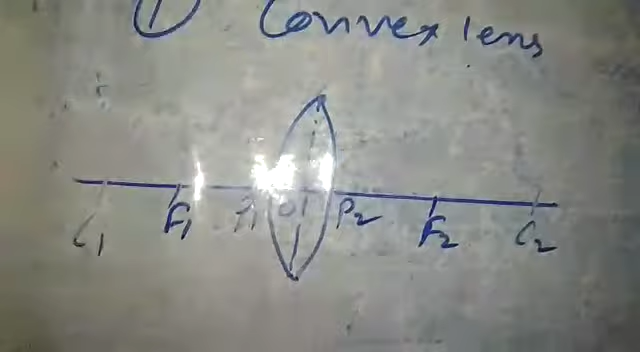 ① Convex lens
C₁ F₁ P₁ O P₂ F₂ C₂